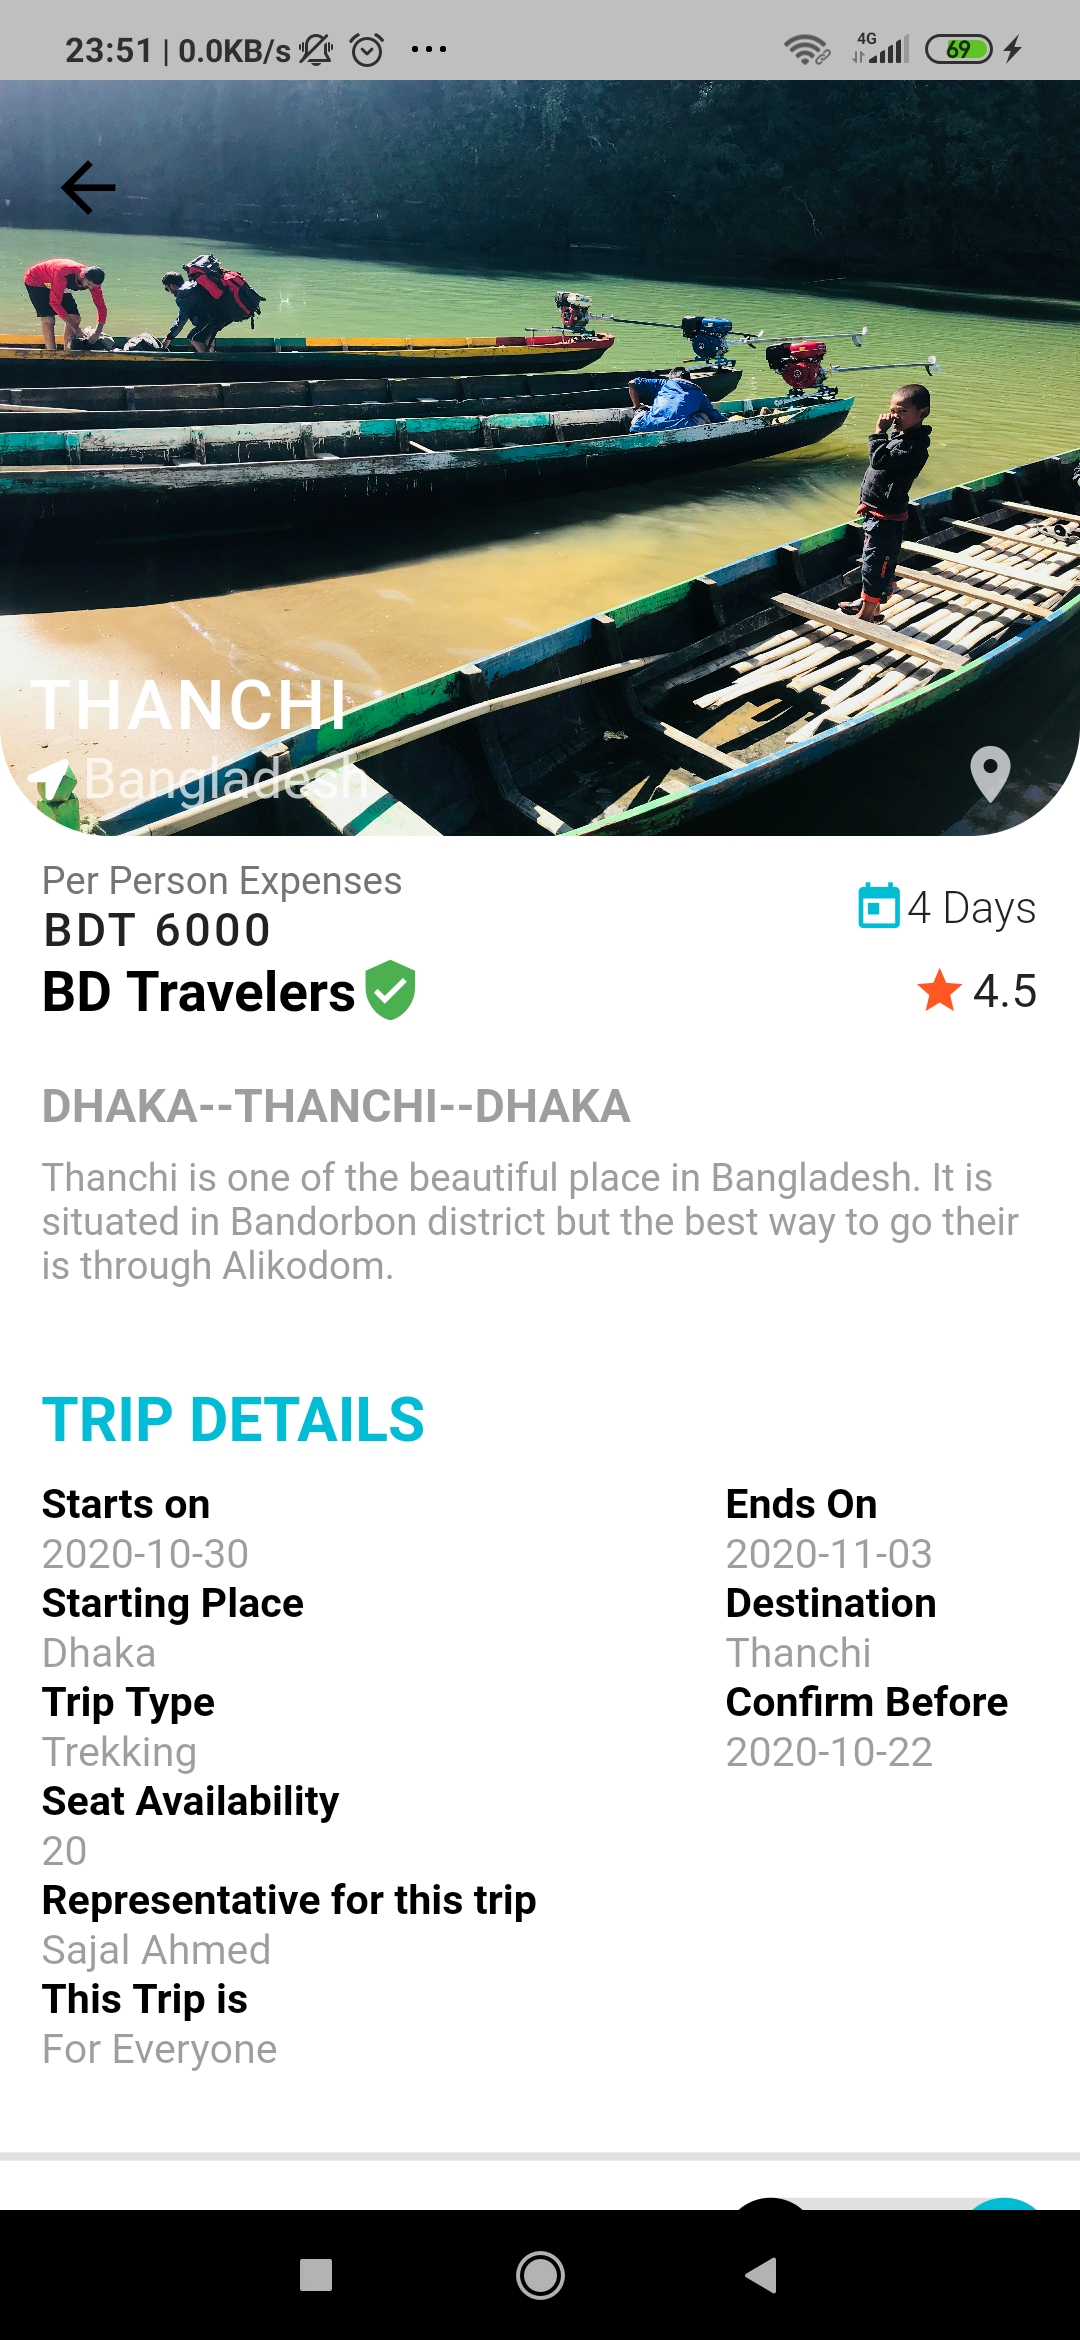 23:51 | 0.0KB/s ...
4G
69
THANCHI
Bangladesh
Per Person Expenses
BDT 6000
4 Days
BD Travelers
4.5
DHAKA--THANCHI--DHAKA
Thanchi is one of the beautiful place in Bangladesh. It is
situated in Bandorbon district but the best way to go their
is through Alikodom.
TRIP DETAILS
Starts on
2020-10-30
Starting Place
Dhaka
Trip Type
Trekking
Seat Availability
20
Representative for this trip
Sajal Ahmed
This Trip is
For Everyone
Ends On
2020-11-03
Destination
Thanchi
Confirm Before
2020-10-22